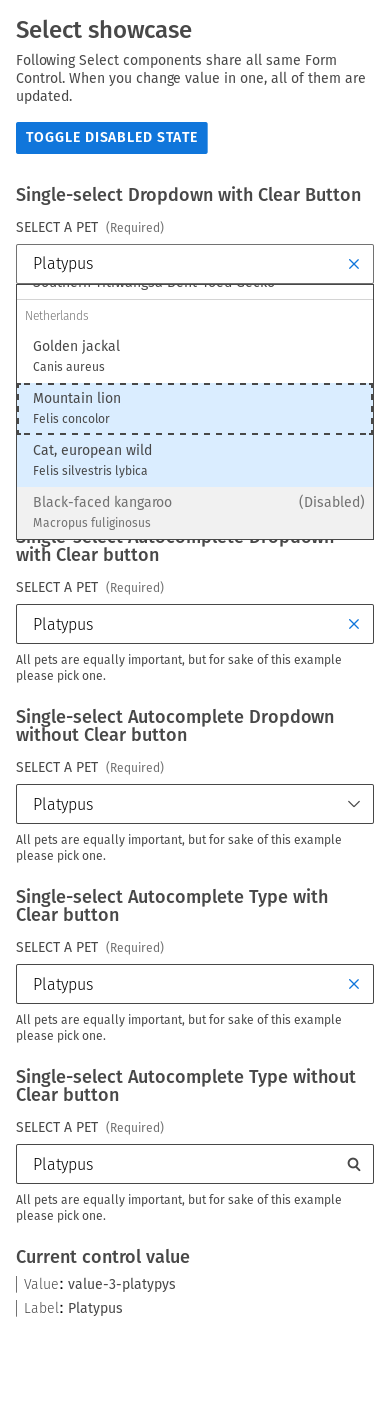 Select showcase
Following Select components share all same Form
Control. When you change value in one, all of them are
updated.
TOGGLE DISABLED STATE
Single-select Dropdown with Clear Button
SELECT A PET (Required)
Platypus
Netherlands
Golden jackal
Canis aureus
Mountain lion
Felis concolor
Cat, european wild
Felis silvestris lybica
Black-faced kangaroo (Disabled)
Macropus fuliginosus
Single-select Autocomplete Dropdown
with Clear button
SELECT A PET (Required)
Platypus
All pets are equally important, but for sake of this example
please pick one.
Single-select Autocomplete Dropdown
without Clear button
SELECT A PET (Required)
Platypus
All pets are equally important, but for sake of this example
please pick one.
Single-select Autocomplete Type with
Clear button
SELECT A PET (Required)
Platypus
All pets are equally important, but for sake of this example
please pick one.
Single-select Autocomplete Type without
Clear button
SELECT A PET (Required)
Platypus
All pets are equally important, but for sake of this example
please pick one.
Current control value
Value: value-3-platypys
Label: Platypus